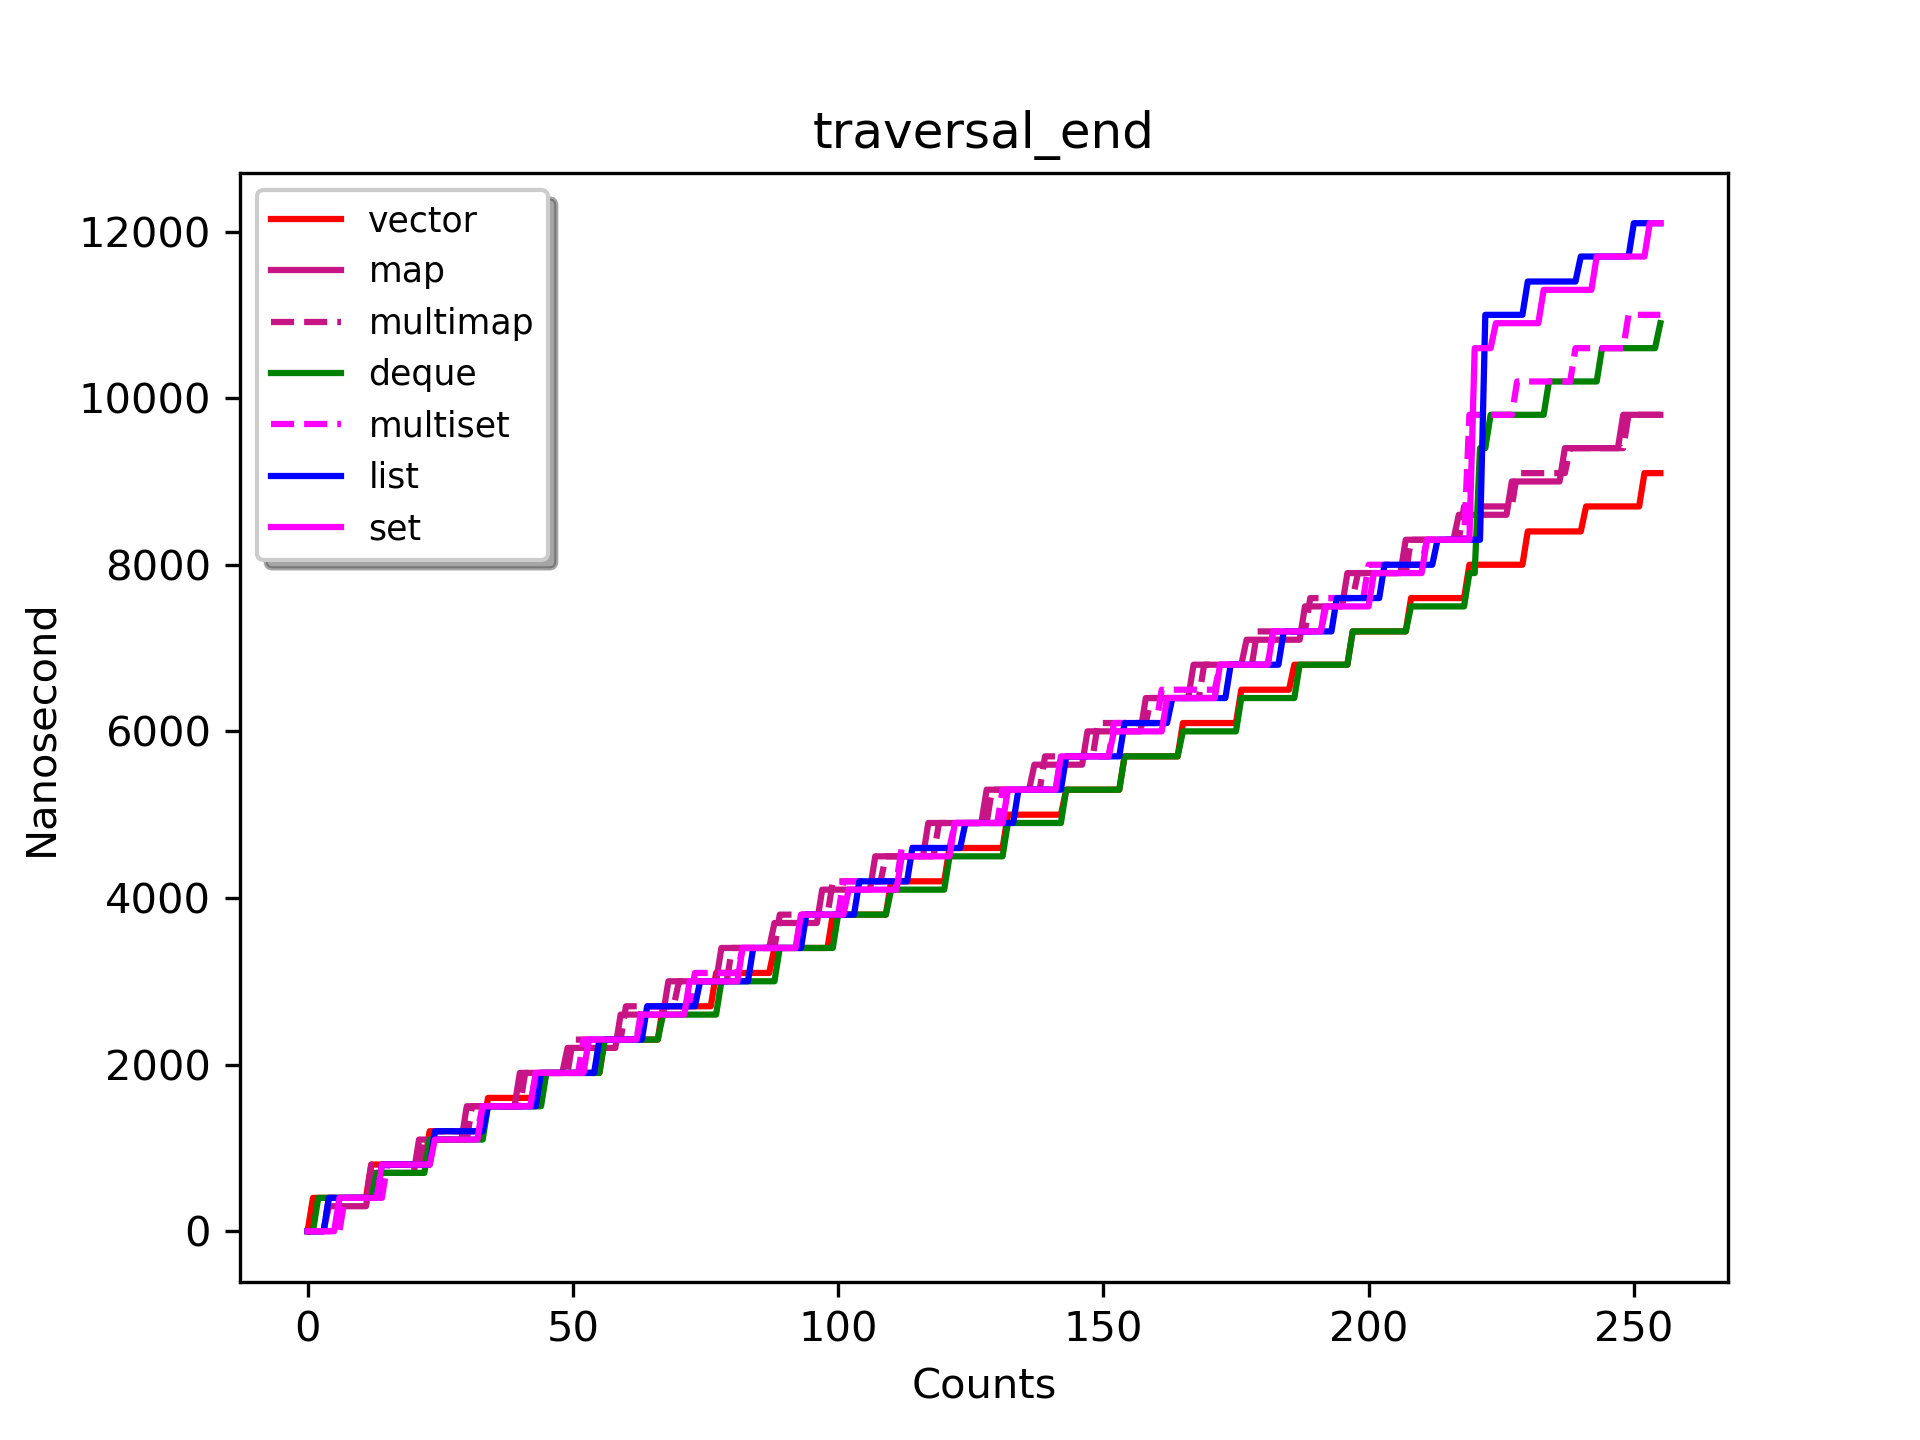 traversal_end
vector
map
multimap
deque
multiset
list
set
Nanosecond
12000
10000
8000
6000
4000
2000
0
0 50 100 150 200 250
Counts